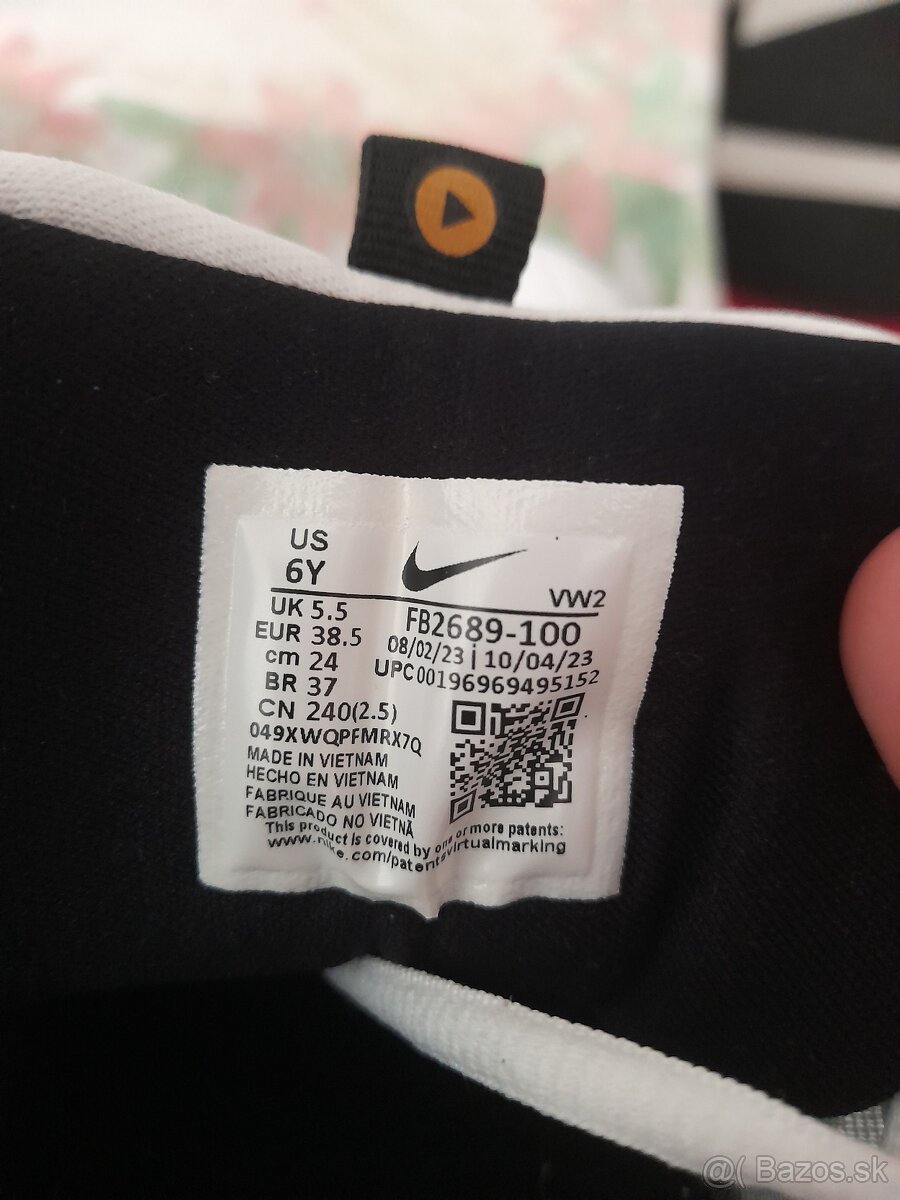 US
6Y
VW2
UK 5.5
EUR 38.5
cm 24
BR 37
CN 240(2.5)
FB2689-100
08/02/23 | 10/04/23
UPC 00196969495152
049XWQPFMRX7Q
MADE IN VIETNAM
HECHO EN VIETNAM
FABRIQUE AU VIETNAM
FABRICADO NO VIETNÃ
This product is covered by one or more patents:
www.nike.com/patentsvirtualmarking
@( Bazos.sk